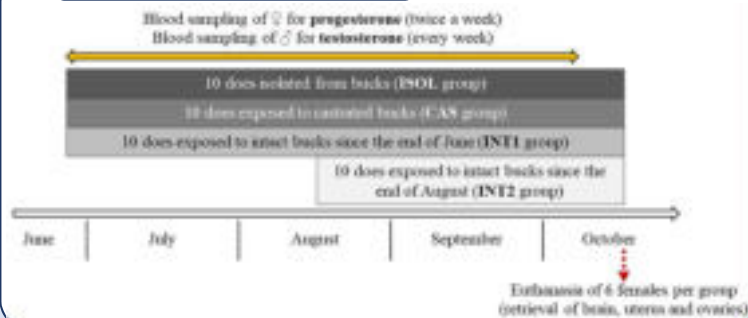 Blood sampling of ♀ for progesterone (twice a week)
Blood sampling of ♂ for testosterone (every week)
10 does isolated from bucks (ISOL group)
10 does exposed to castrated bucks (CAS group)
10 does exposed to intact bucks since the end of June (INT1 group)
10 does exposed to intact bucks since the
end of August (INT2 group)
June July August September October
Euthanasia of 6 females per group
(retrieval of brain, uterus and ovaries)